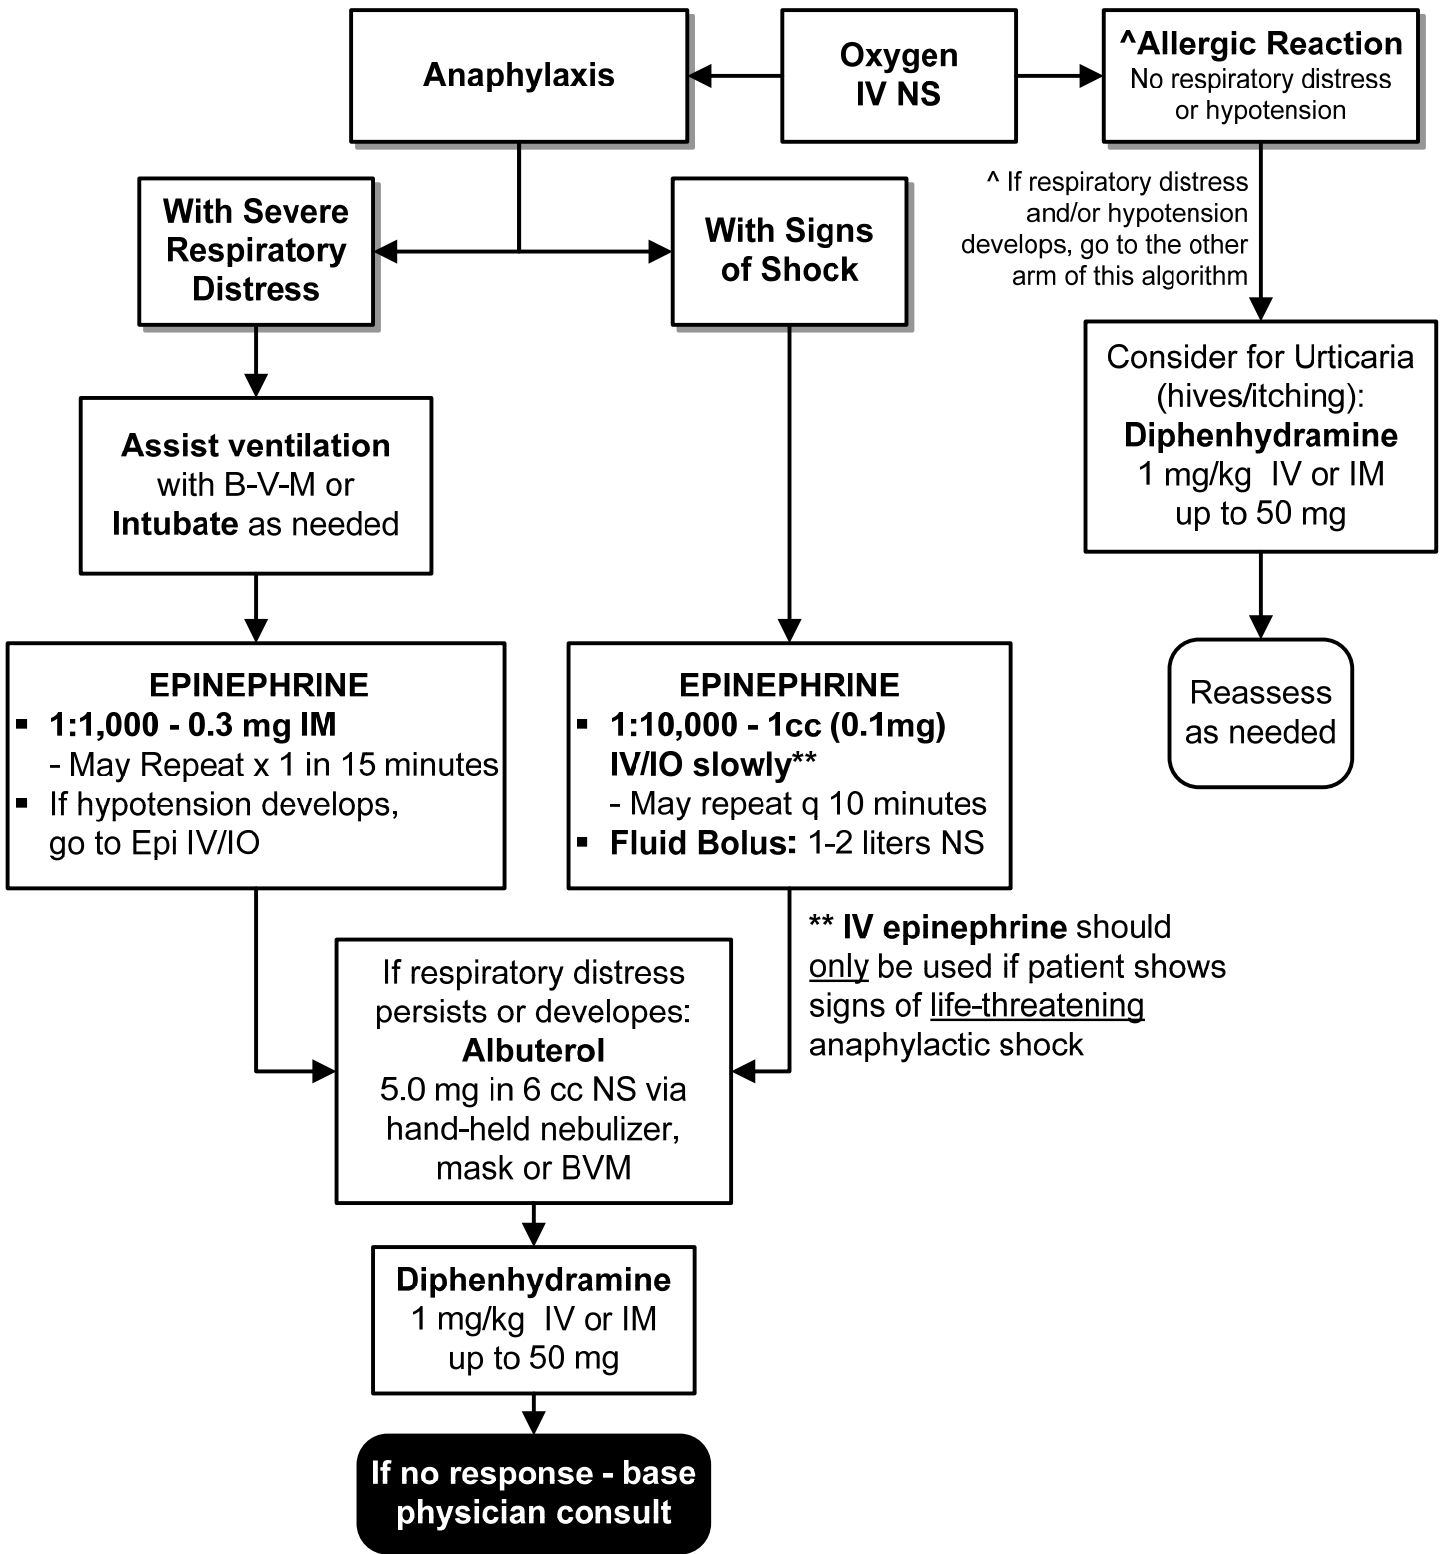 Anaphylaxis
Oxygen
IV NS
^Allergic Reaction
No respiratory distress
or hypotension
^ If respiratory distress
and/or hypotension
develops, go to the other
arm of this algorithm
With Severe
Respiratory
Distress
With Signs
of Shock
Consider for Urticaria
(hives/itching):
Diphenhydramine
1 mg/kg IV or IM
up to 50 mg
Assist ventilation
with B-V-M or
Intubate as needed
EPINEPHRINE
▪ 1:1,000 - 0.3 mg IM
- May Repeat x 1 in 15 minutes
▪ If hypotension develops,
go to Epi IV/IO
EPINEPHRINE
▪ 1:10,000 - 1cc (0.1mg)
IV/IO slowly**
- May repeat q 10 minutes
▪ Fluid Bolus: 1-2 liters NS
Reassess
as needed
** IV epinephrine should
only be used if patient shows
signs of life-threatening
anaphylactic shock
If respiratory distress
persists or developes:
Albuterol
5.0 mg in 6 cc NS via
hand-held nebulizer,
mask or BVM
Diphenhydramine
1 mg/kg IV or IM
up to 50 mg
If no response - base
physician consult